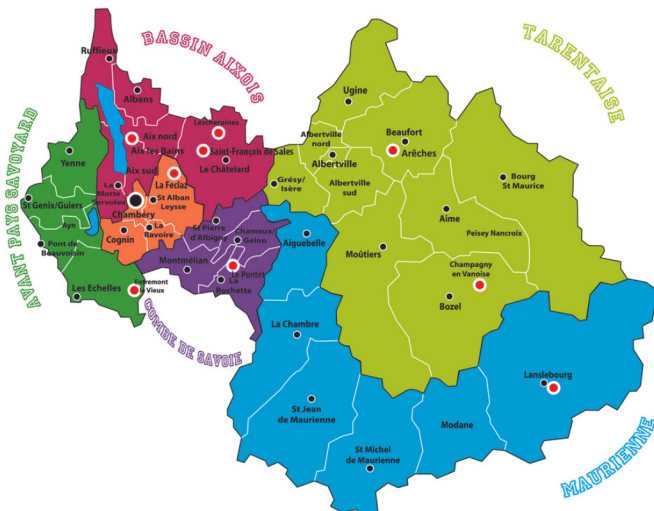 BASSIN AIXOIS
TARENTAISE
AVANT PAYS SAVOYARD
COMBE DE SAVOIE
MAURIENNE
Ruffieux
Albens
Lescheraines
Aix nord
Aix les Bains
Saint-François de Sales
Le Châtelard
Aix sud
La Feclaz
La
Motte
Servolex
St Alban
Leysse
Chambéry
La
Ravoire
Cognin
Yenne
St Genix/Guiers
Ayn
Pont de
Beauvoisin
Les Echelles
Entremont
le Vieux
St Pierre
d'Albigny
Chamoux/
Gelon
Montmélian
Le Pontet
La
Rochette
Ugine
Albertville
nord
Albertville
Beaufort
Arêches
Grésy/
Isère
Albertville
sud
Bourg
St Maurice
Aime
Peisey Nancroix
Moûtiers
Champagny
en Vanoise
Bozel
Aiguebelle
La Chambre
St Jean
de Maurienne
St Michel
de Maurienne
Modane
Lanslebourg